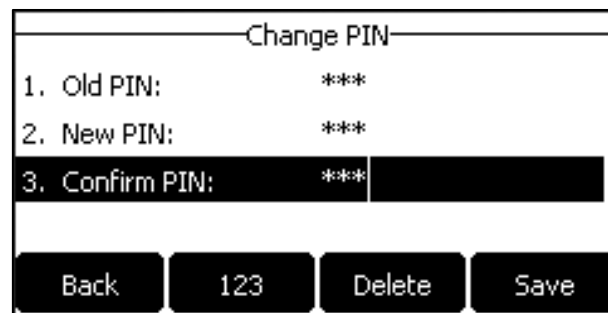 Change PIN
1. Old PIN: ***
2. New PIN: ***
3. Confirm PIN: ***
Back 123 Delete Save